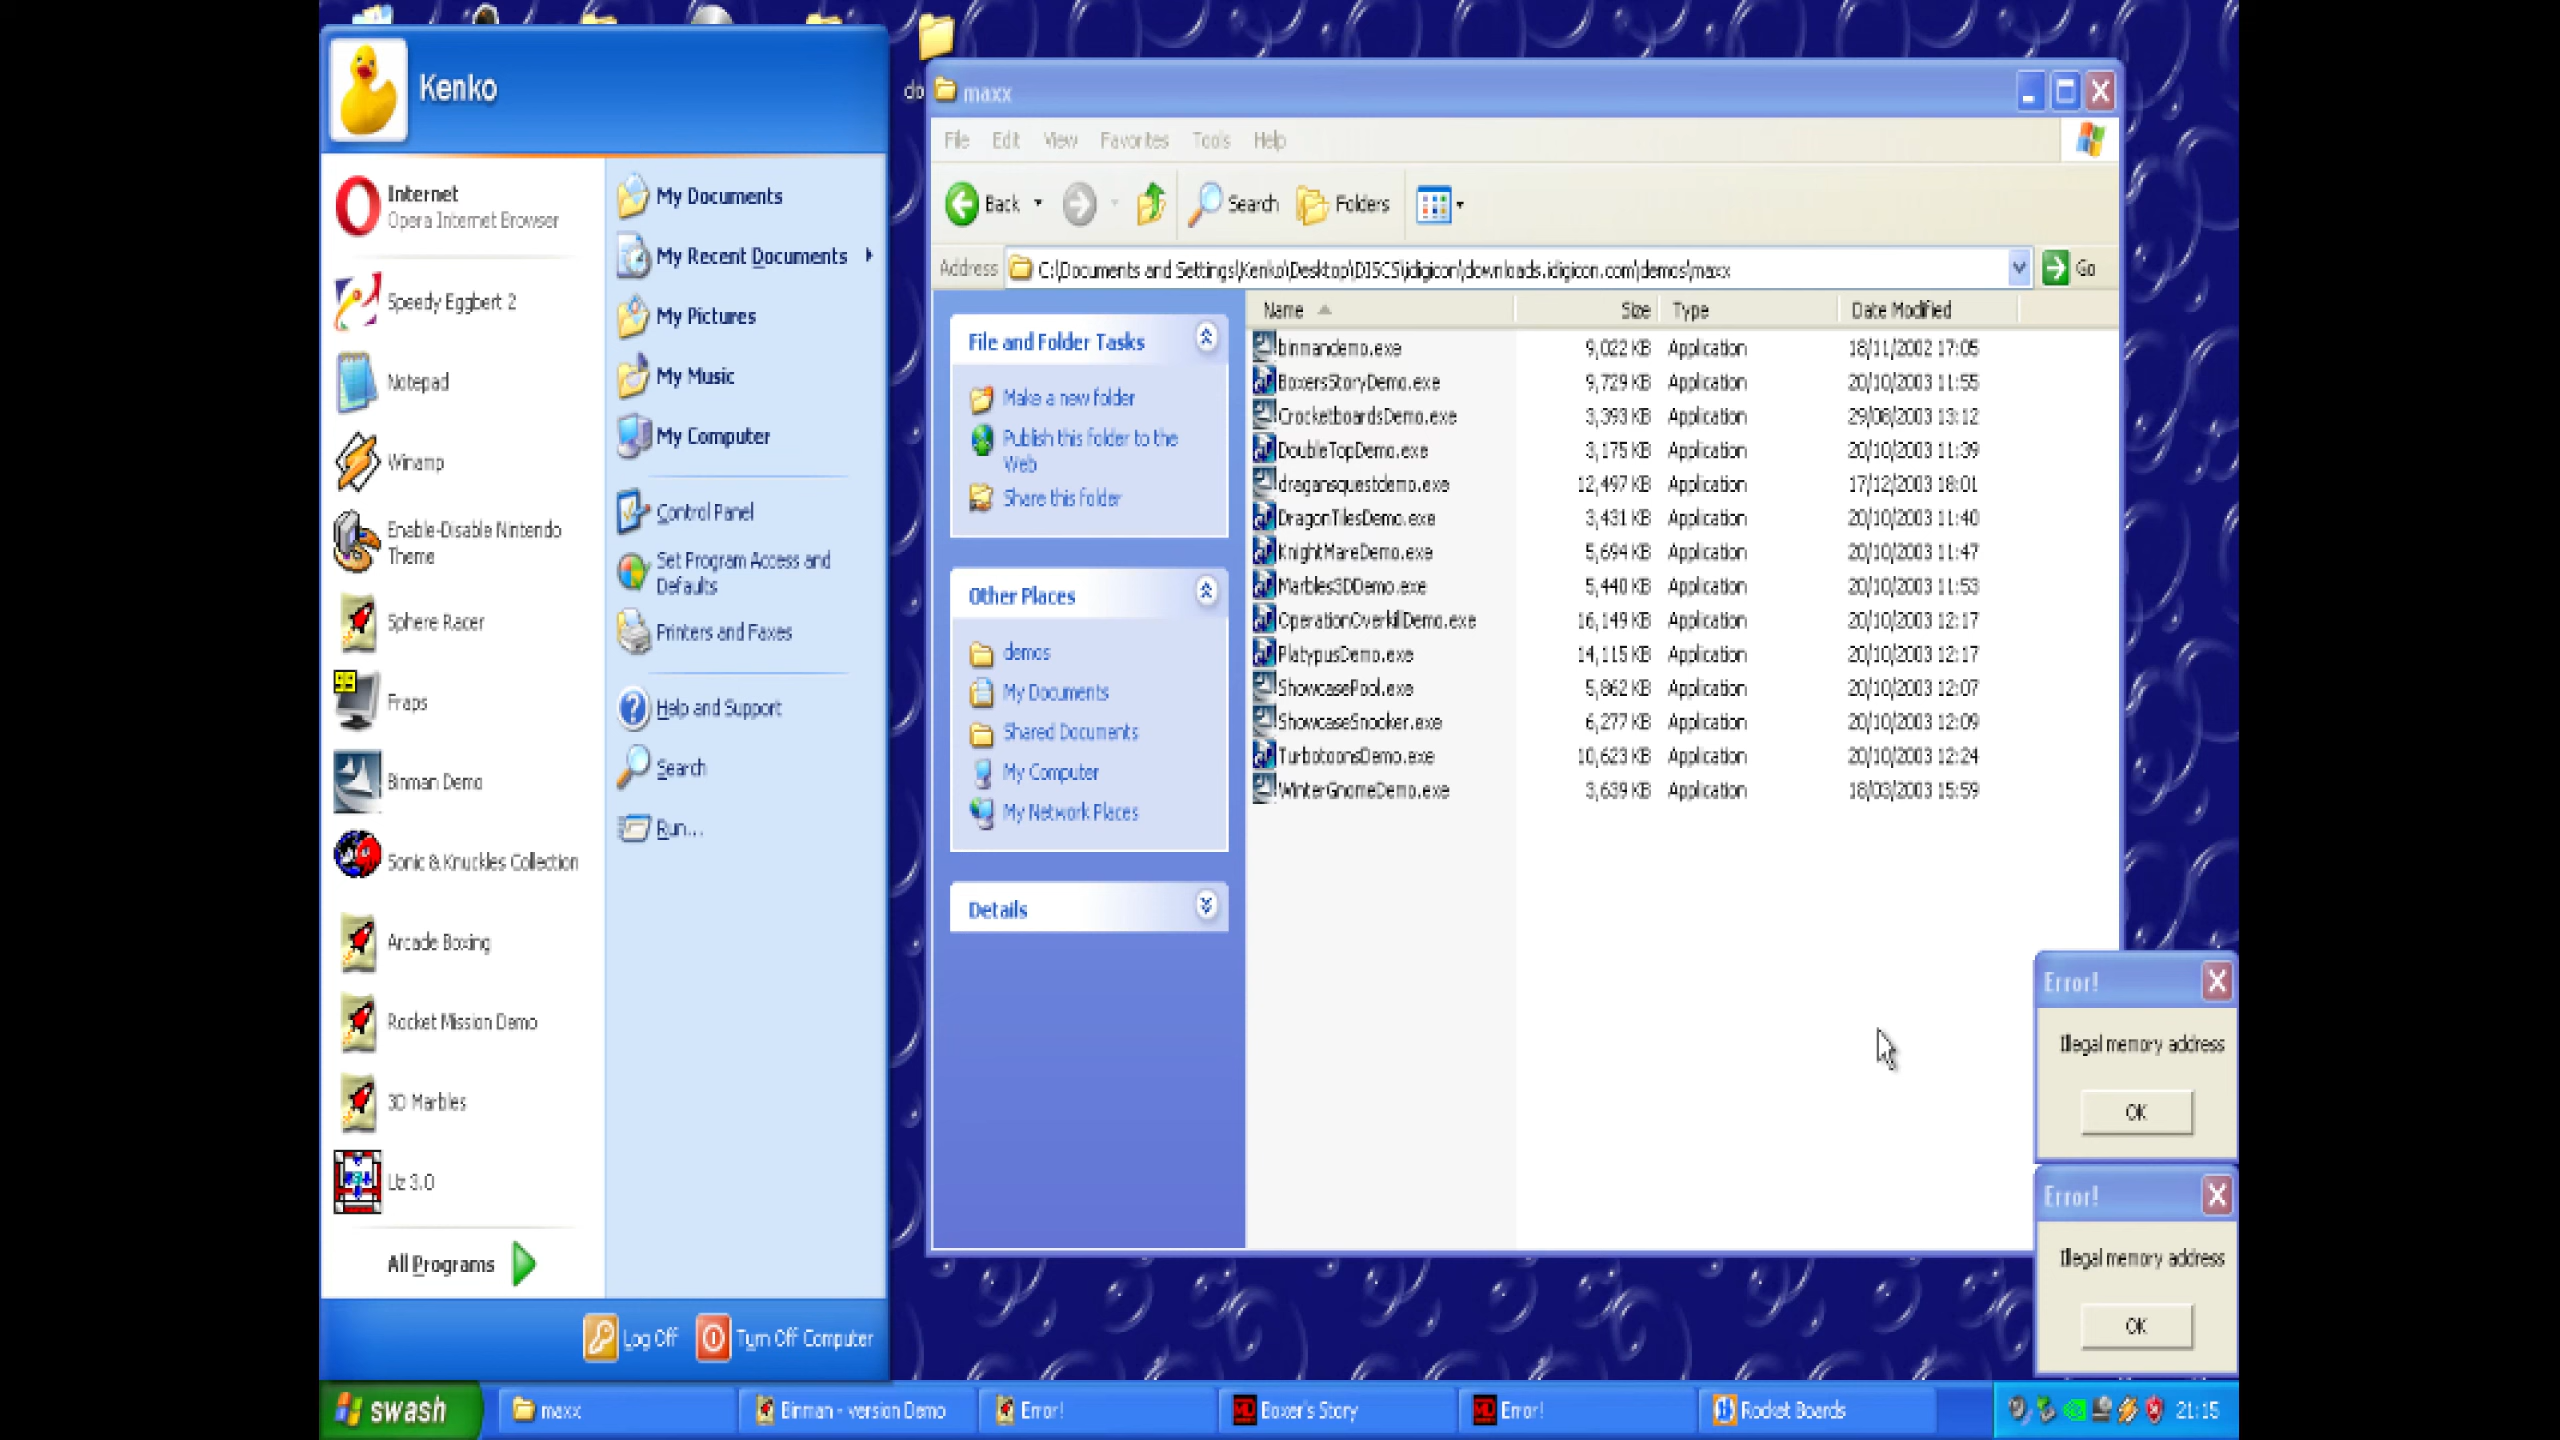 Kenko
Internet
Opera Internet Browser
Speedy Eggbert 2
Notepad
Winamp
Enable-Disable Nintendo
Theme
Sphere Racer
99
Fraps
Binman Demo
Sonic & Knuckles Collection
Arcade Boxing
Rocket Mission Demo
3D Marbles
Liz 3.0
All Programs
My Documents
My Recent Documents
My Pictures
My Music
My Computer
Control Panel
Set Program Access and
Defaults
Printers and Faxes
Help and Support
Search
Run...
Log Off
Turn Off Computer
do
maxx
File Edit View Favorites Tools Help
Back Search Folders
Address C:\Documents and Settings\Kenko\Desktop\DISCS\idigicon\downloads.idigicon.com\demos\maxx Go
File and Folder Tasks
Make a new folder
Publish this folder to the
Web
Share this folder
Other Places
demos
My Documents
Shared Documents
My Computer
My Network Places
Details
Name Size Type Date Modified
binmandemo.exe 9,022 KB Application 18/11/2002 17:05
BoxersStoryDemo.exe 9,729 KB Application 20/10/2003 11:55
CrocketboardsDemo.exe 3,393 KB Application 29/08/2003 13:12
DoubleTopDemo.exe 3,175 KB Application 20/10/2003 11:39
dragansquestdemo.exe 12,497 KB Application 17/12/2003 18:01
DragonTilesDemo.exe 3,431 KB Application 20/10/2003 11:40
KnightMareDemo.exe 5,694 KB Application 20/10/2003 11:47
Marbles3DDemo.exe 5,440 KB Application 20/10/2003 11:53
OperationOverkillDemo.exe 16,149 KB Application 20/10/2003 12:17
PlatypusDemo.exe 14,115 KB Application 20/10/2003 12:17
ShowcasePool.exe 5,862 KB Application 20/10/2003 12:07
ShowcaseSnooker.exe 6,277 KB Application 20/10/2003 12:09
TurbotoonsDemo.exe 10,623 KB Application 20/10/2003 12:24
WinterGnomeDemo.exe 3,639 KB Application 18/03/2003 15:59
Error!
Illegal memory address
OK
Error!
Illegal memory address
OK
swash maxx Binman - version Demo Error! Boxer's Story Error! Rocket Boards 21:15